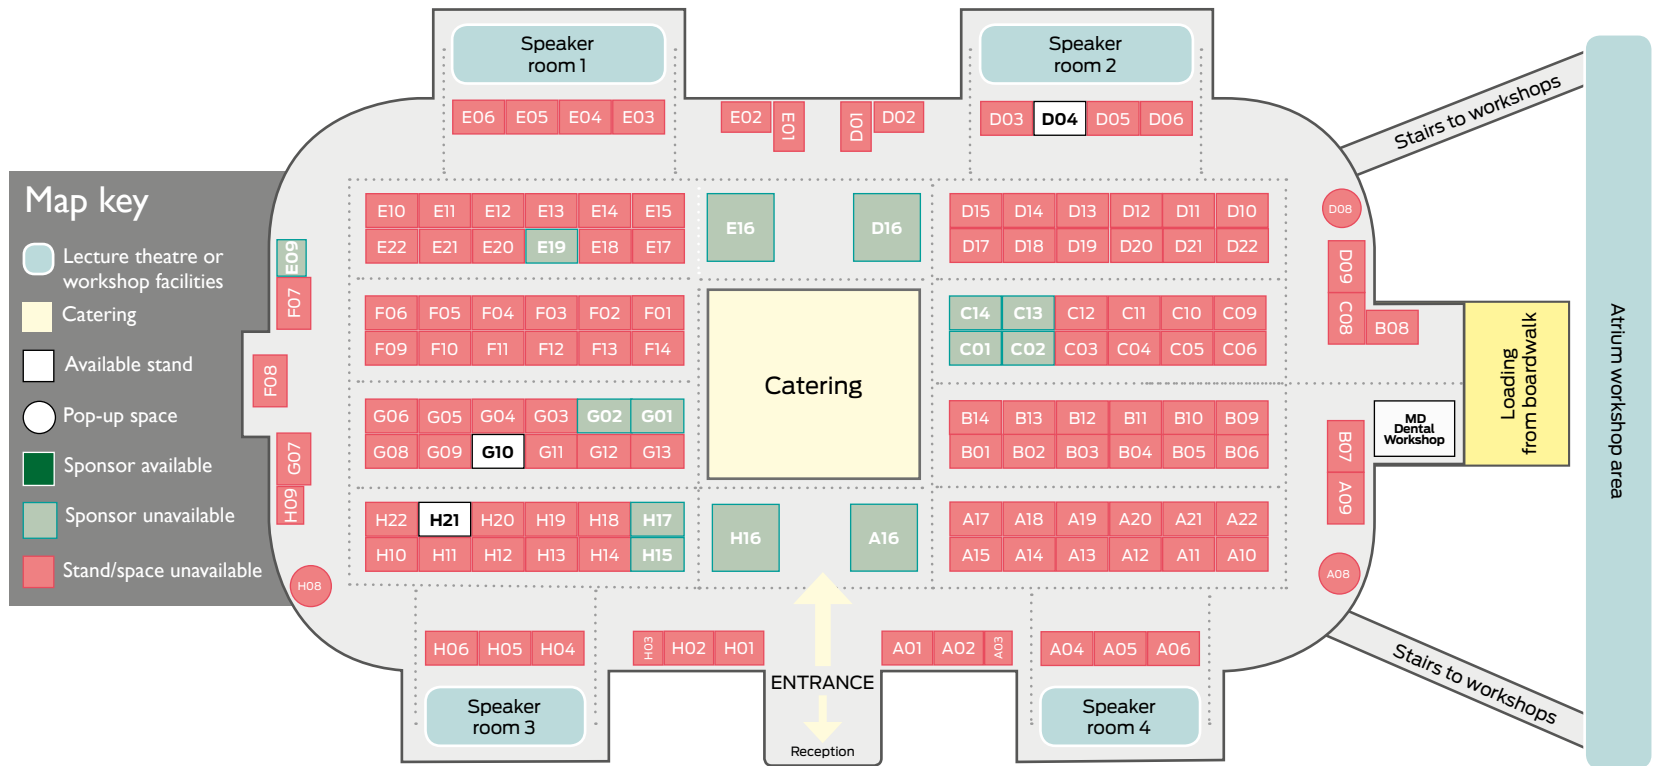 Speaker
room 1
Speaker
room 2
E06 E05 E04 E03
E02 E01 D01 D02
D03 D04 D05 D06
Stairs to workshops
Map key
Lecture theatre or
workshop facilities
Catering
Available stand
Pop-up space
Sponsor available
Sponsor unavailable
Stand/space unavailable
E10 E11 E12 E13 E14 E15
E22 E21 E20 E19 E18 E17
E16
D16
D15 D14 D13 D12 D11 D10
D17 D18 D19 D20 D21 D22
D08
E09
F07
F08
G07
H09
H08
F06 F05 F04 F03 F02 F01
F09 F10 F11 F12 F13 F14
Catering
C14 C13 C12 C11 C10 C09
C01 C02 C03 C04 C05 C06
D09
C08
B08
Loading
from boardwalk
Atrium workshop area
G06 G05 G04 G03 G02 G01
G08 G09 G10 G11 G12 G13
B14 B13 B12 B11 B10 B09
B01 B02 B03 B04 B05 B06
MD
Dental
Workshop
B07
A09
H22 H21 H20 H19 H18 H17
H10 H11 H12 H13 H14 H15
H16
A16
A17 A18 A19 A20 A21 A22
A15 A14 A13 A12 A11 A10
A08
H06 H05 H04
H03 H02 H01
A01 A02 A03
A04 A05 A06
Stairs to workshops
ENTRANCE
Reception
Speaker
room 3
Speaker
room 4